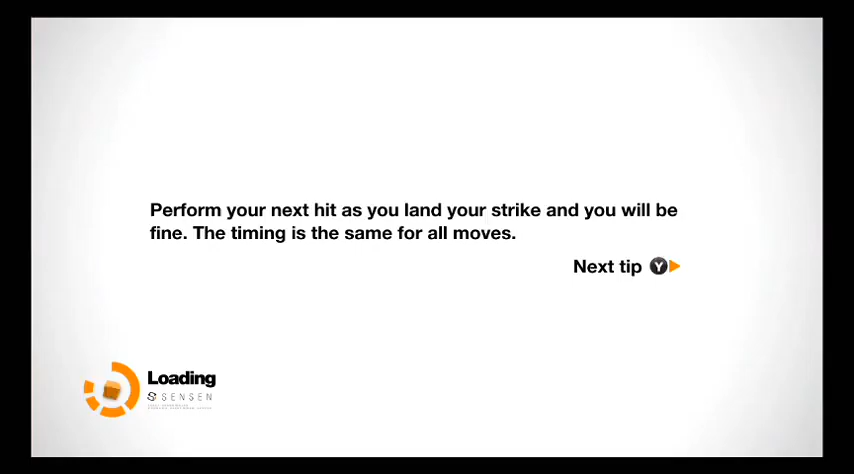 Perform your next hit as you land your strike and you will be
fine. The timing is the same for all moves.
Next tip Y
Loading
S SENSEN